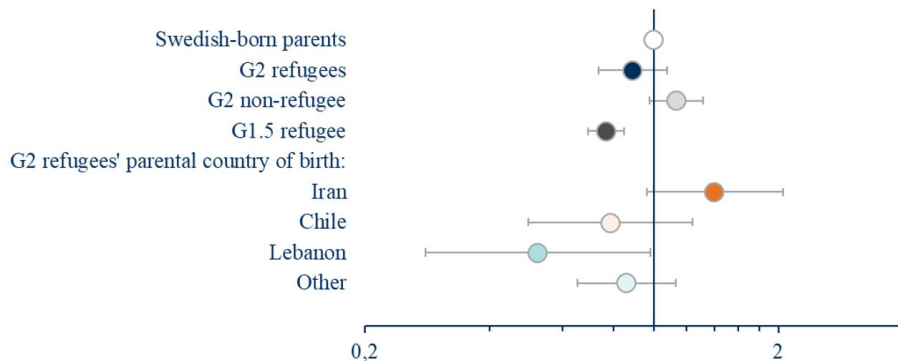 Swedish-born parents
G2 refugees
G2 non-refugee
G1.5 refugee
G2 refugees' parental country of birth:
Iran
Chile
Lebanon
Other
0,2
2